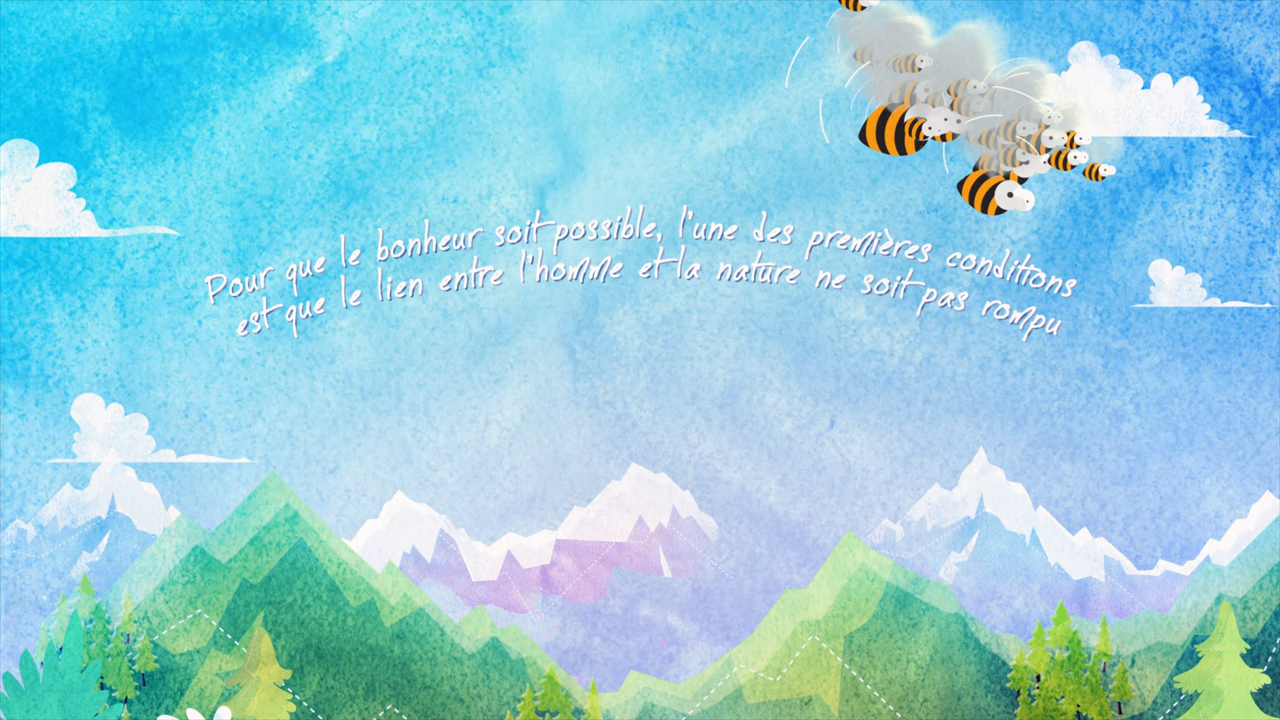 Pour que le bonheur soit possible, l'une des premières conditions
est que le lien entre l'homme et la nature ne soit pas rompu